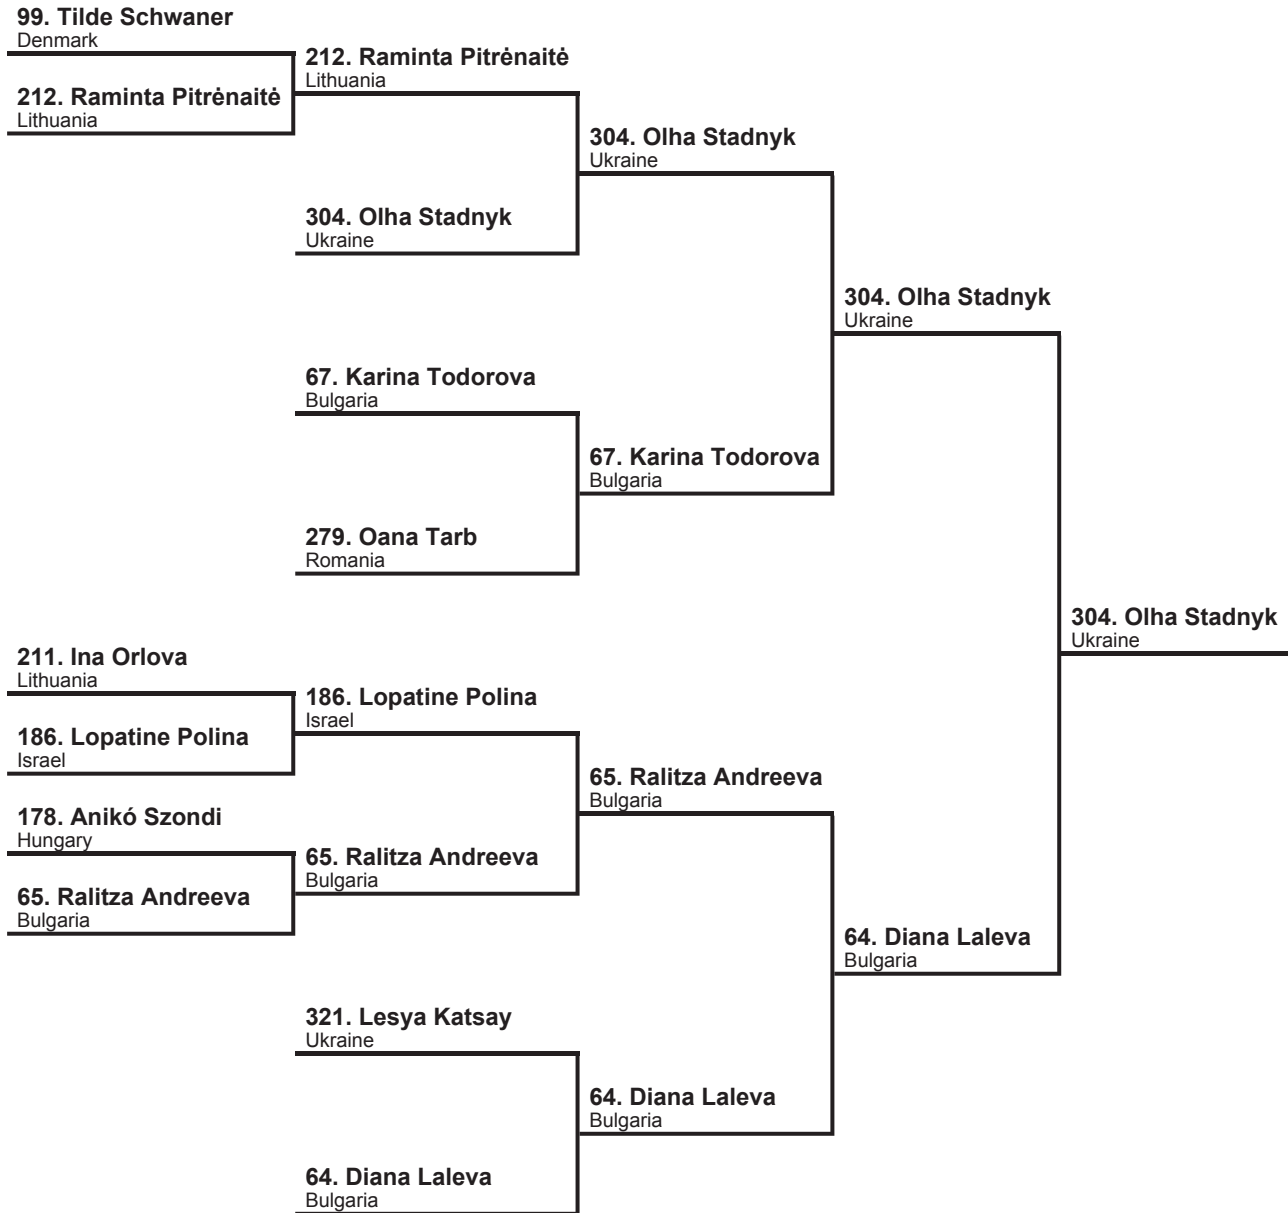 99. Tilde Schwaner
Denmark
212. Raminta Pitrėnaitė
Lithuania
212. Raminta Pitrėnaitė
Lithuania
304. Olha Stadnyk
Ukraine
304. Olha Stadnyk
Ukraine
304. Olha Stadnyk
Ukraine
67. Karina Todorova
Bulgaria
67. Karina Todorova
Bulgaria
279. Oana Tarb
Romania
304. Olha Stadnyk
Ukraine
211. Ina Orlova
Lithuania
186. Lopatine Polina
Israel
186. Lopatine Polina
Israel
65. Ralitza Andreeva
Bulgaria
178. Anikó Szondi
Hungary
65. Ralitza Andreeva
Bulgaria
65. Ralitza Andreeva
Bulgaria
64. Diana Laleva
Bulgaria
321. Lesya Katsay
Ukraine
64. Diana Laleva
Bulgaria
64. Diana Laleva
Bulgaria